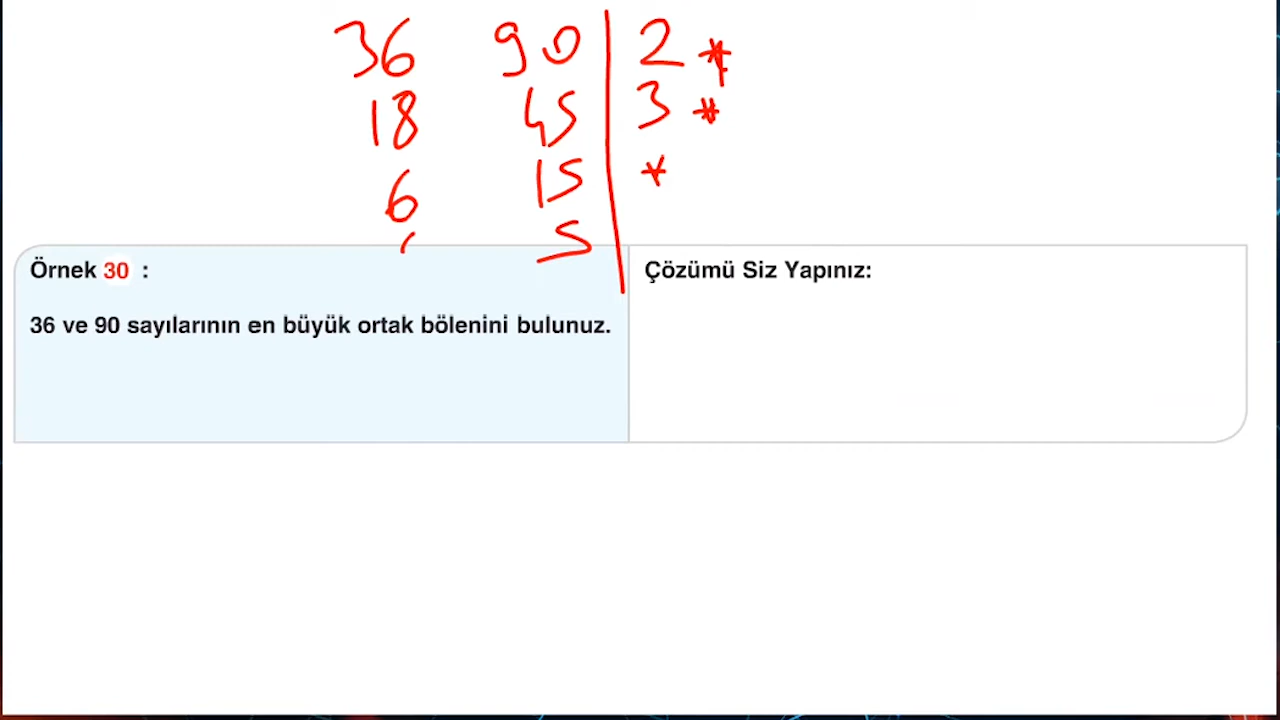 36 90 2 *
18 45 3 *
6 15 *
5
Örnek 30 :
36 ve 90 sayılarının en büyük ortak bölenini bulunuz.
Çözümü Siz Yapınız: